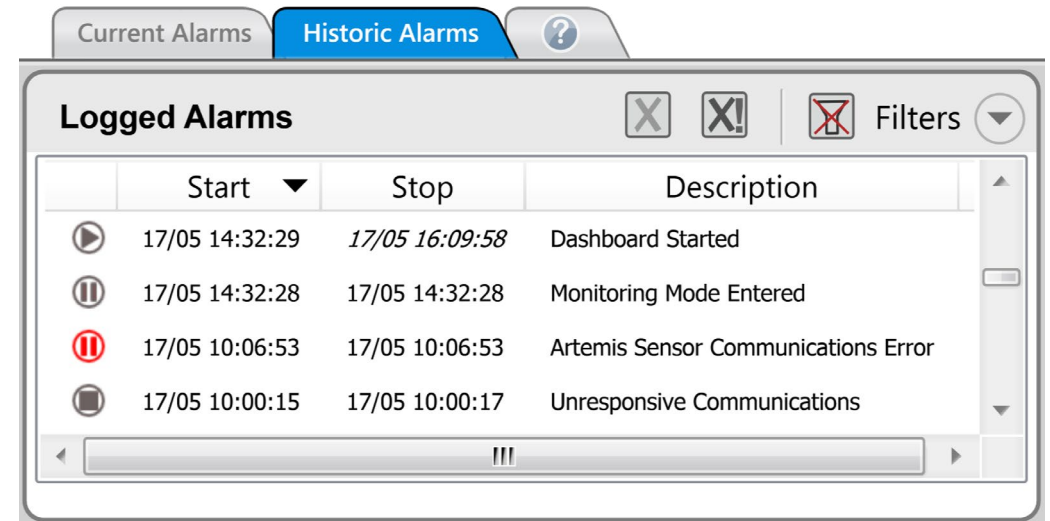 Current Alarms Historic Alarms ?
Logged Alarms X X! Filters
Start Stop Description
17/05 14:32:29 17/05 16:09:58 Dashboard Started
17/05 14:32:28 17/05 14:32:28 Monitoring Mode Entered
17/05 10:06:53 17/05 10:06:53 Artemis Sensor Communications Error
17/05 10:00:15 17/05 10:00:17 Unresponsive Communications